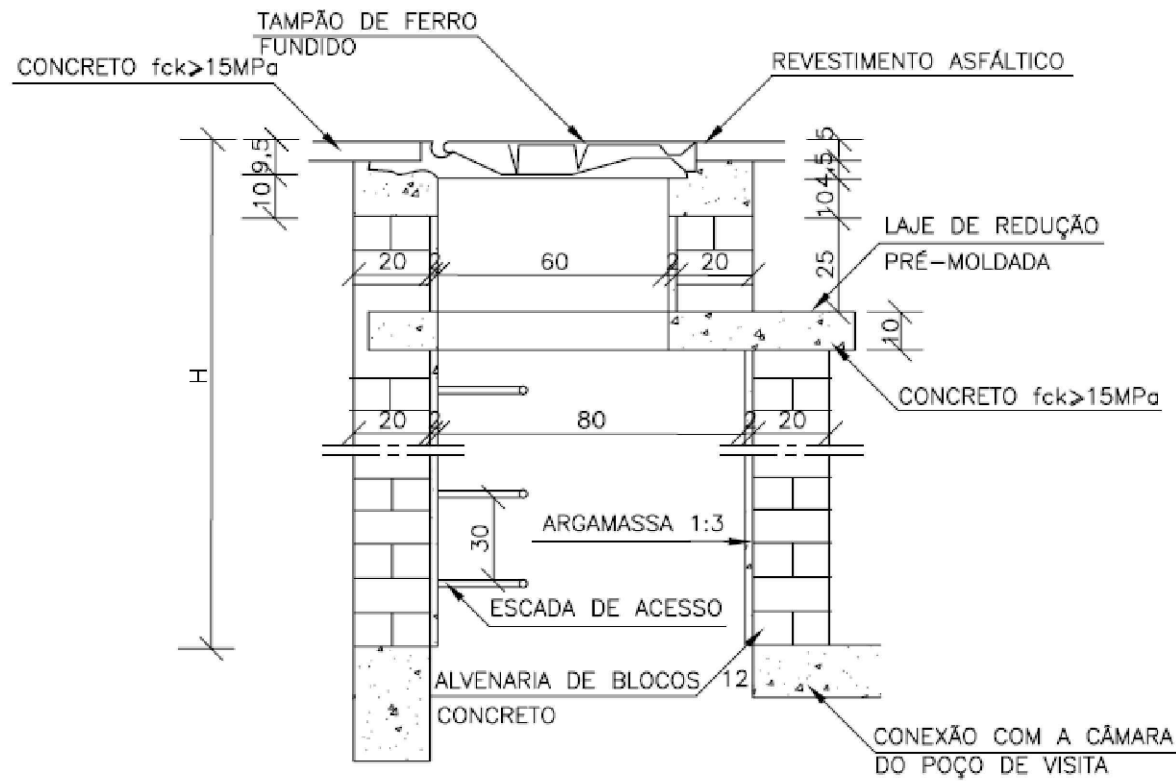 TAMPÃO DE FERRO
FUNDIDO
CONCRETO fck⩾15MPa
REVESTIMENTO ASFÁLTICO
9,5
10
5
4,5
10
25
LAJE DE REDUÇÃO
PRÉ-MOLDADA
20 2 60 2 20
10
H
CONCRETO fck⩾15MPa
20 2 80 2 20
30
ARGAMASSA 1:3
ESCADA DE ACESSO
ALVENARIA DE BLOCOS 12
CONCRETO
CONEXÃO COM A CÂMARA
DO POÇO DE VISITA